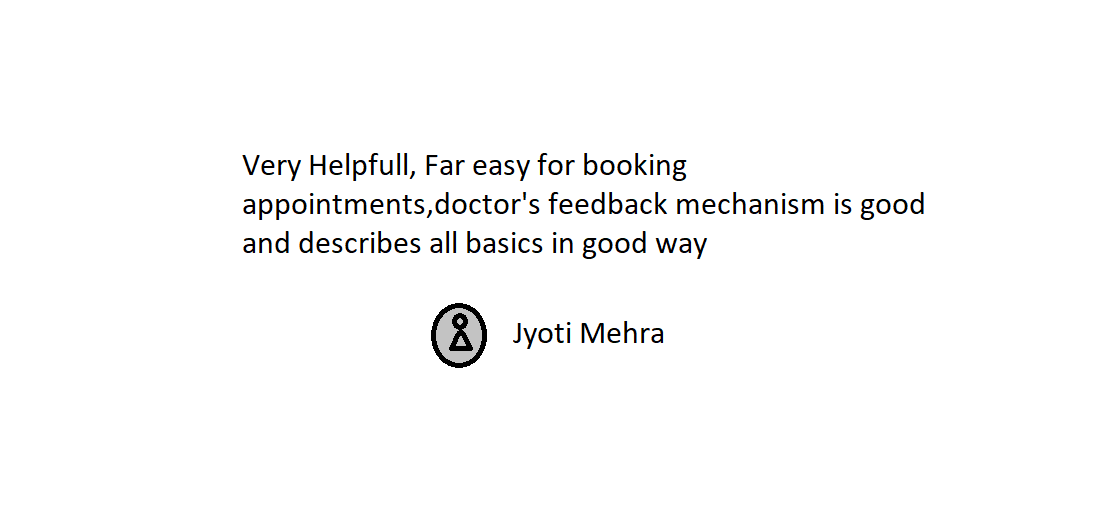 Very Helpfull, Far easy for booking
appointments,doctor's feedback mechanism is good
and describes all basics in good way
Jyoti Mehra